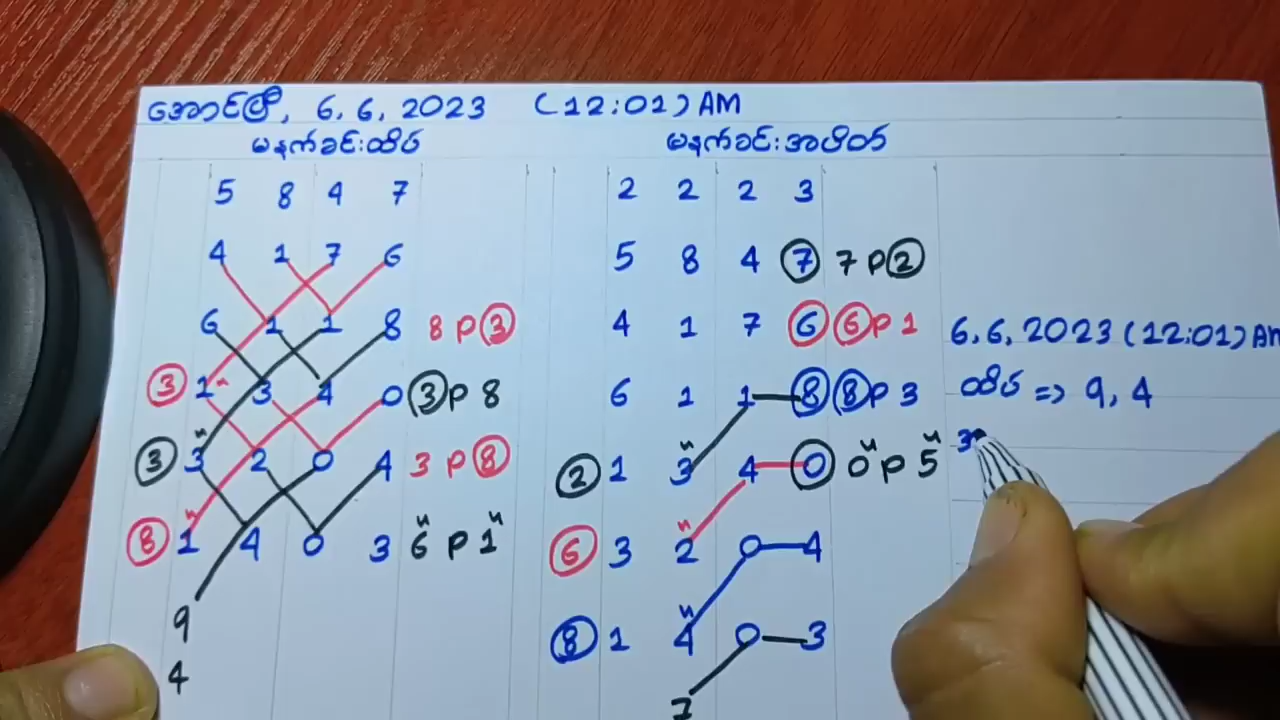 အောင်ကြီး, 6, 6, 2023 (12:01) AM
မနက်ခင်းထိပ် မနက်ခင်းအပိတ်
5 8 4 7 2 2 2 3
4 1 7 6 5 8 4 7 7 P 2
6 1 1 8 8 P 3 4 1 7 6 6 P 1 6, 6, 2023 (12:01) AM
3 1 3 4 0 3 P 8 6 1 1 8 8 P 3 ထိပ် => 9, 4
3 3 2 0 4 3 P 8 2 1 3 4 0 0 P 5
8 1 4 0 3 6 P 1 6 3 2 0 4
9 8 1 4 0 3
4 7